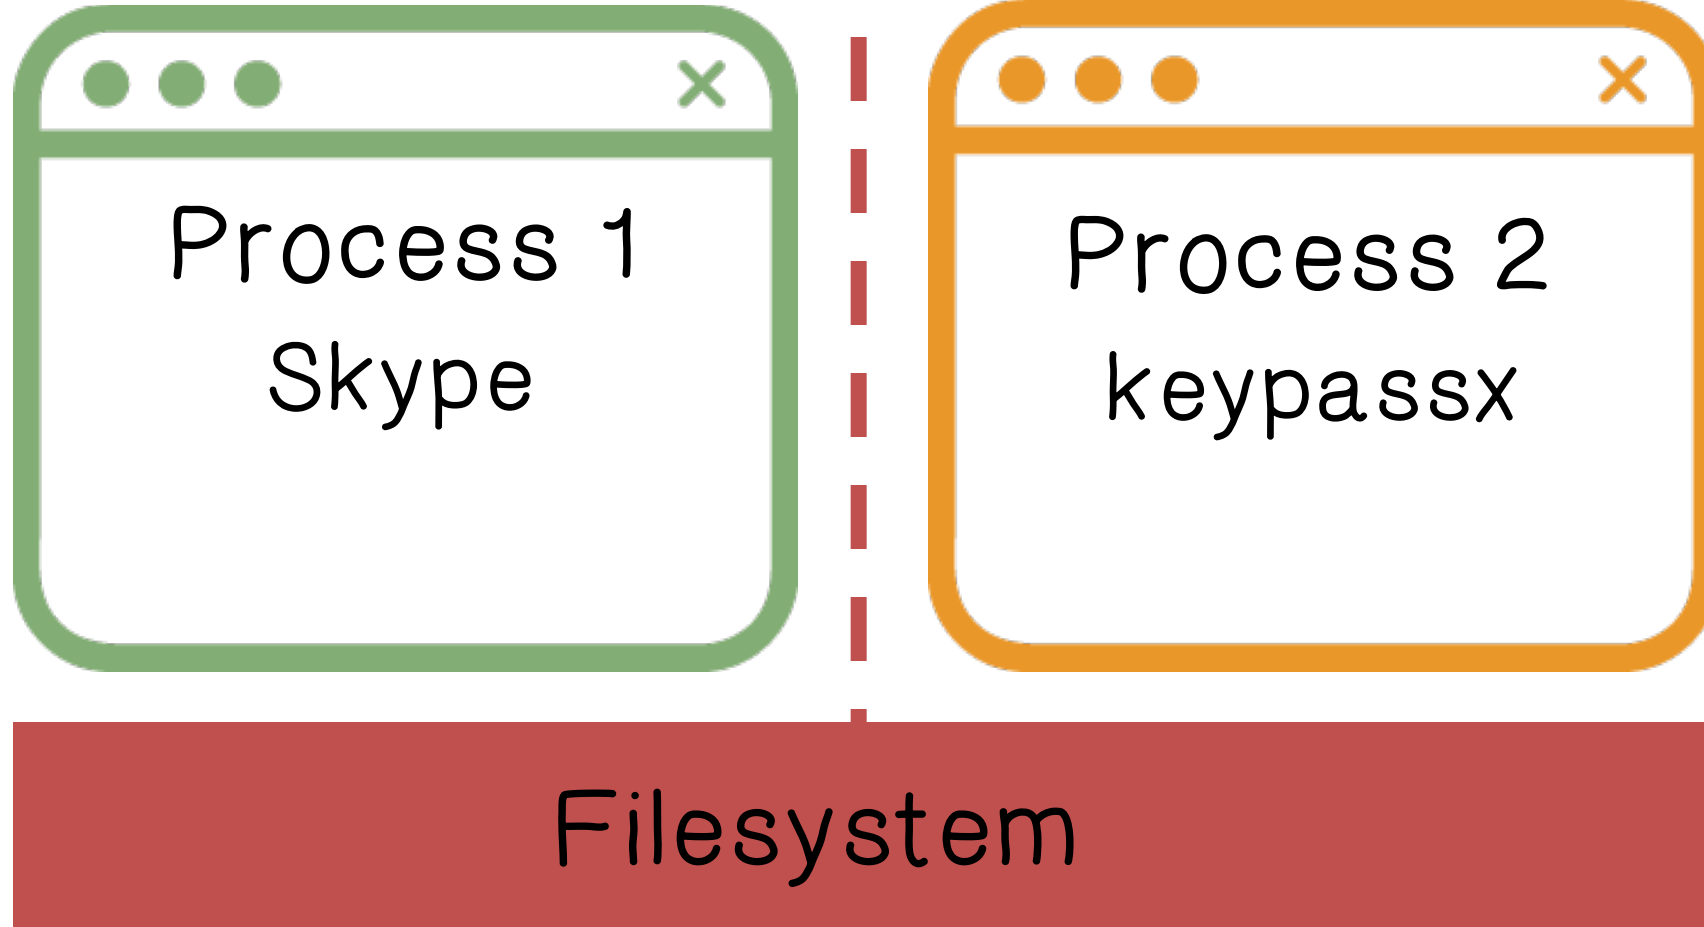 Process 1
Skype
Process 2
keypassx
Filesystem